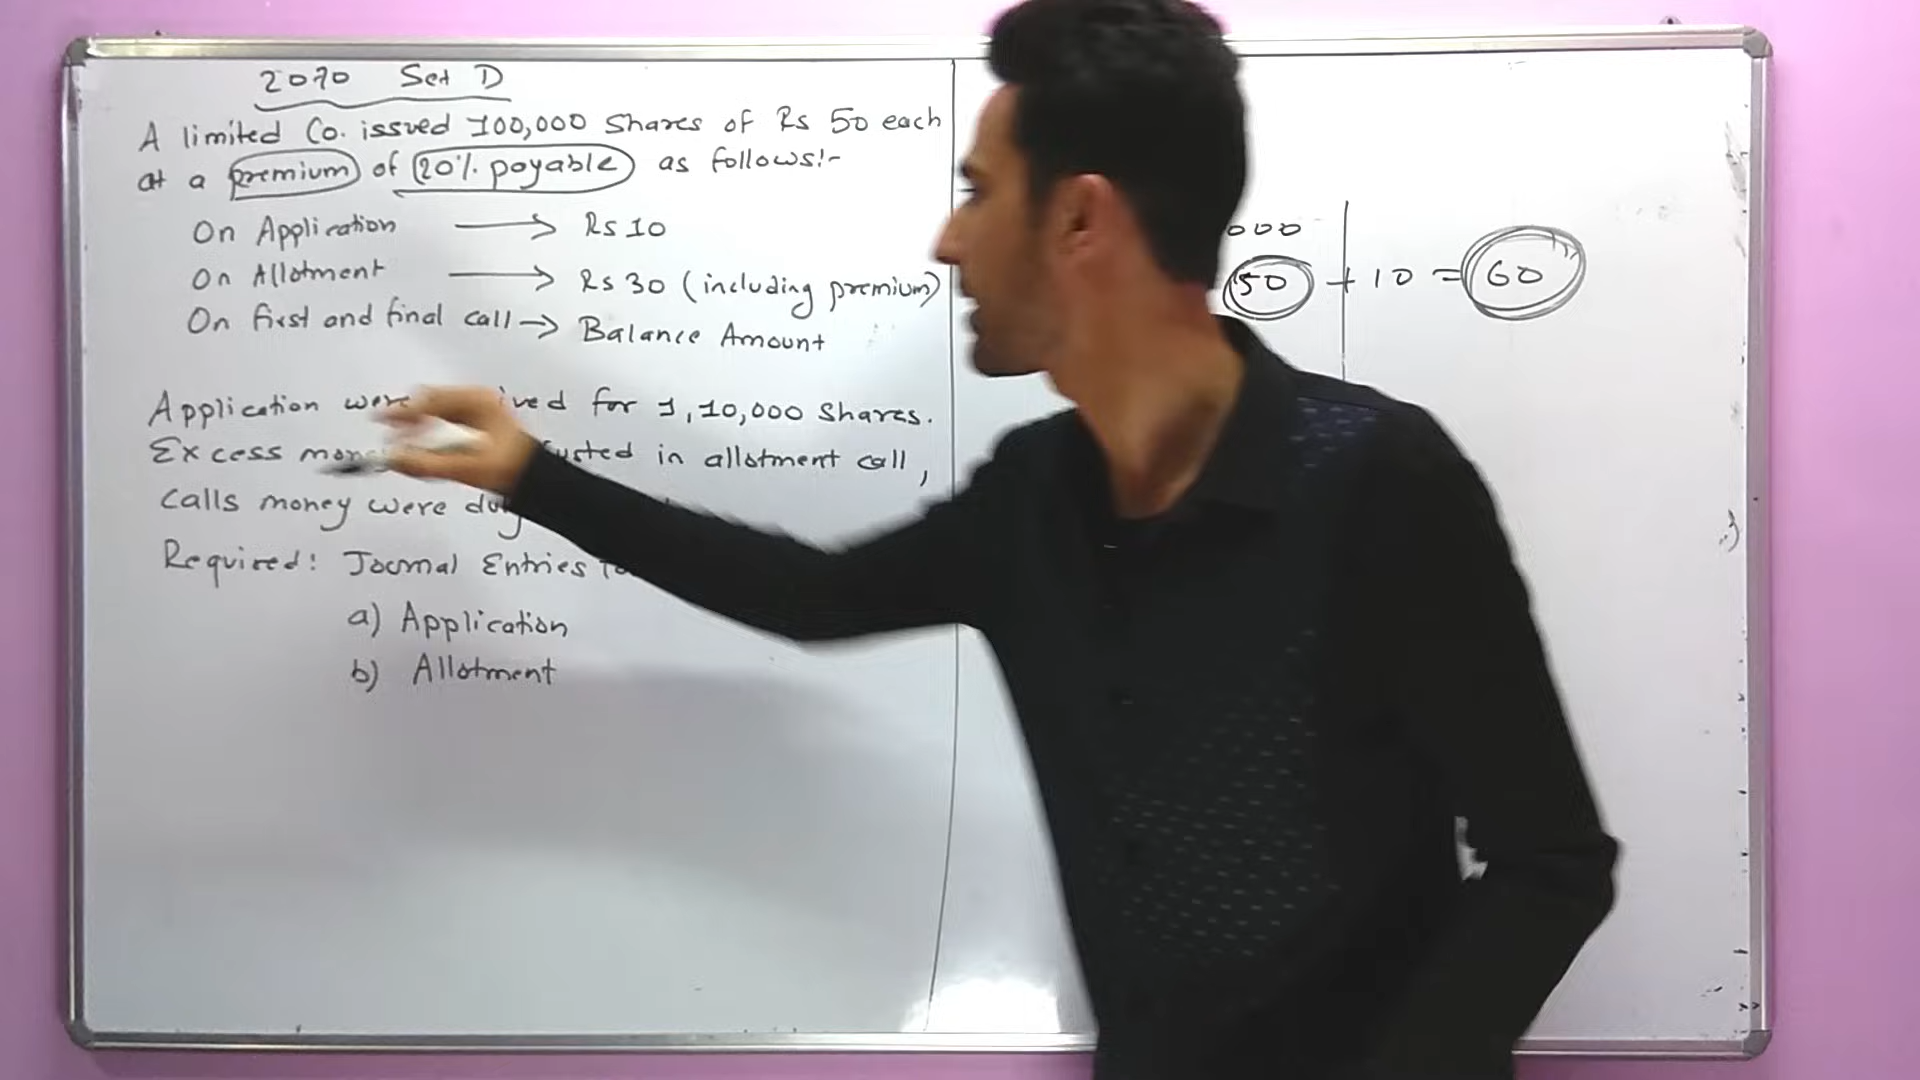 2070 Set D
A limited Co. issued 100,000 Shares of Rs 50 each
at a premium of 20% payable as follows:-
On Application → Rs 10
On Allotment → Rs 30 (including premium)
On first and final call → Balance Amount
Application were for 1,10,000 Shares.
Excess in allotment call,
Calls money were
Required: Journal Entries
a) Application
b) Allotment
000
50 + 10 = 60